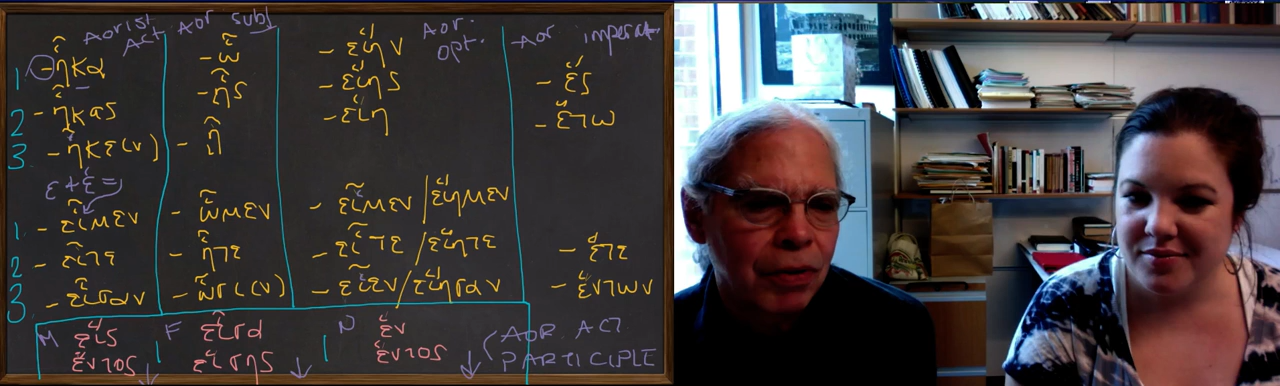 Aorist Act Aor subj Aor opt. Aor imperat
1 -ἧκα -ὧ -εἵην
2 -ἧκας -ἧς -εἵης -ἕς
3 -ἧκε(ν) -ἧ -εἵη -ἕτω
ε+ἑ=
1. -εἷμεν -ὧμεν -εἷμεν/εἵημεν
2 -εἷτε -ἧτε -εἷτε/εἵητε -ἕτε
3 -εἷσαν -ὧσι(ν) -εἷεν/εἵησαν -ἕντων
M εἵς F εἷσα N ἕν AOR. ACT.
ἕντος εἵσης ἕντος PARTICIPLE